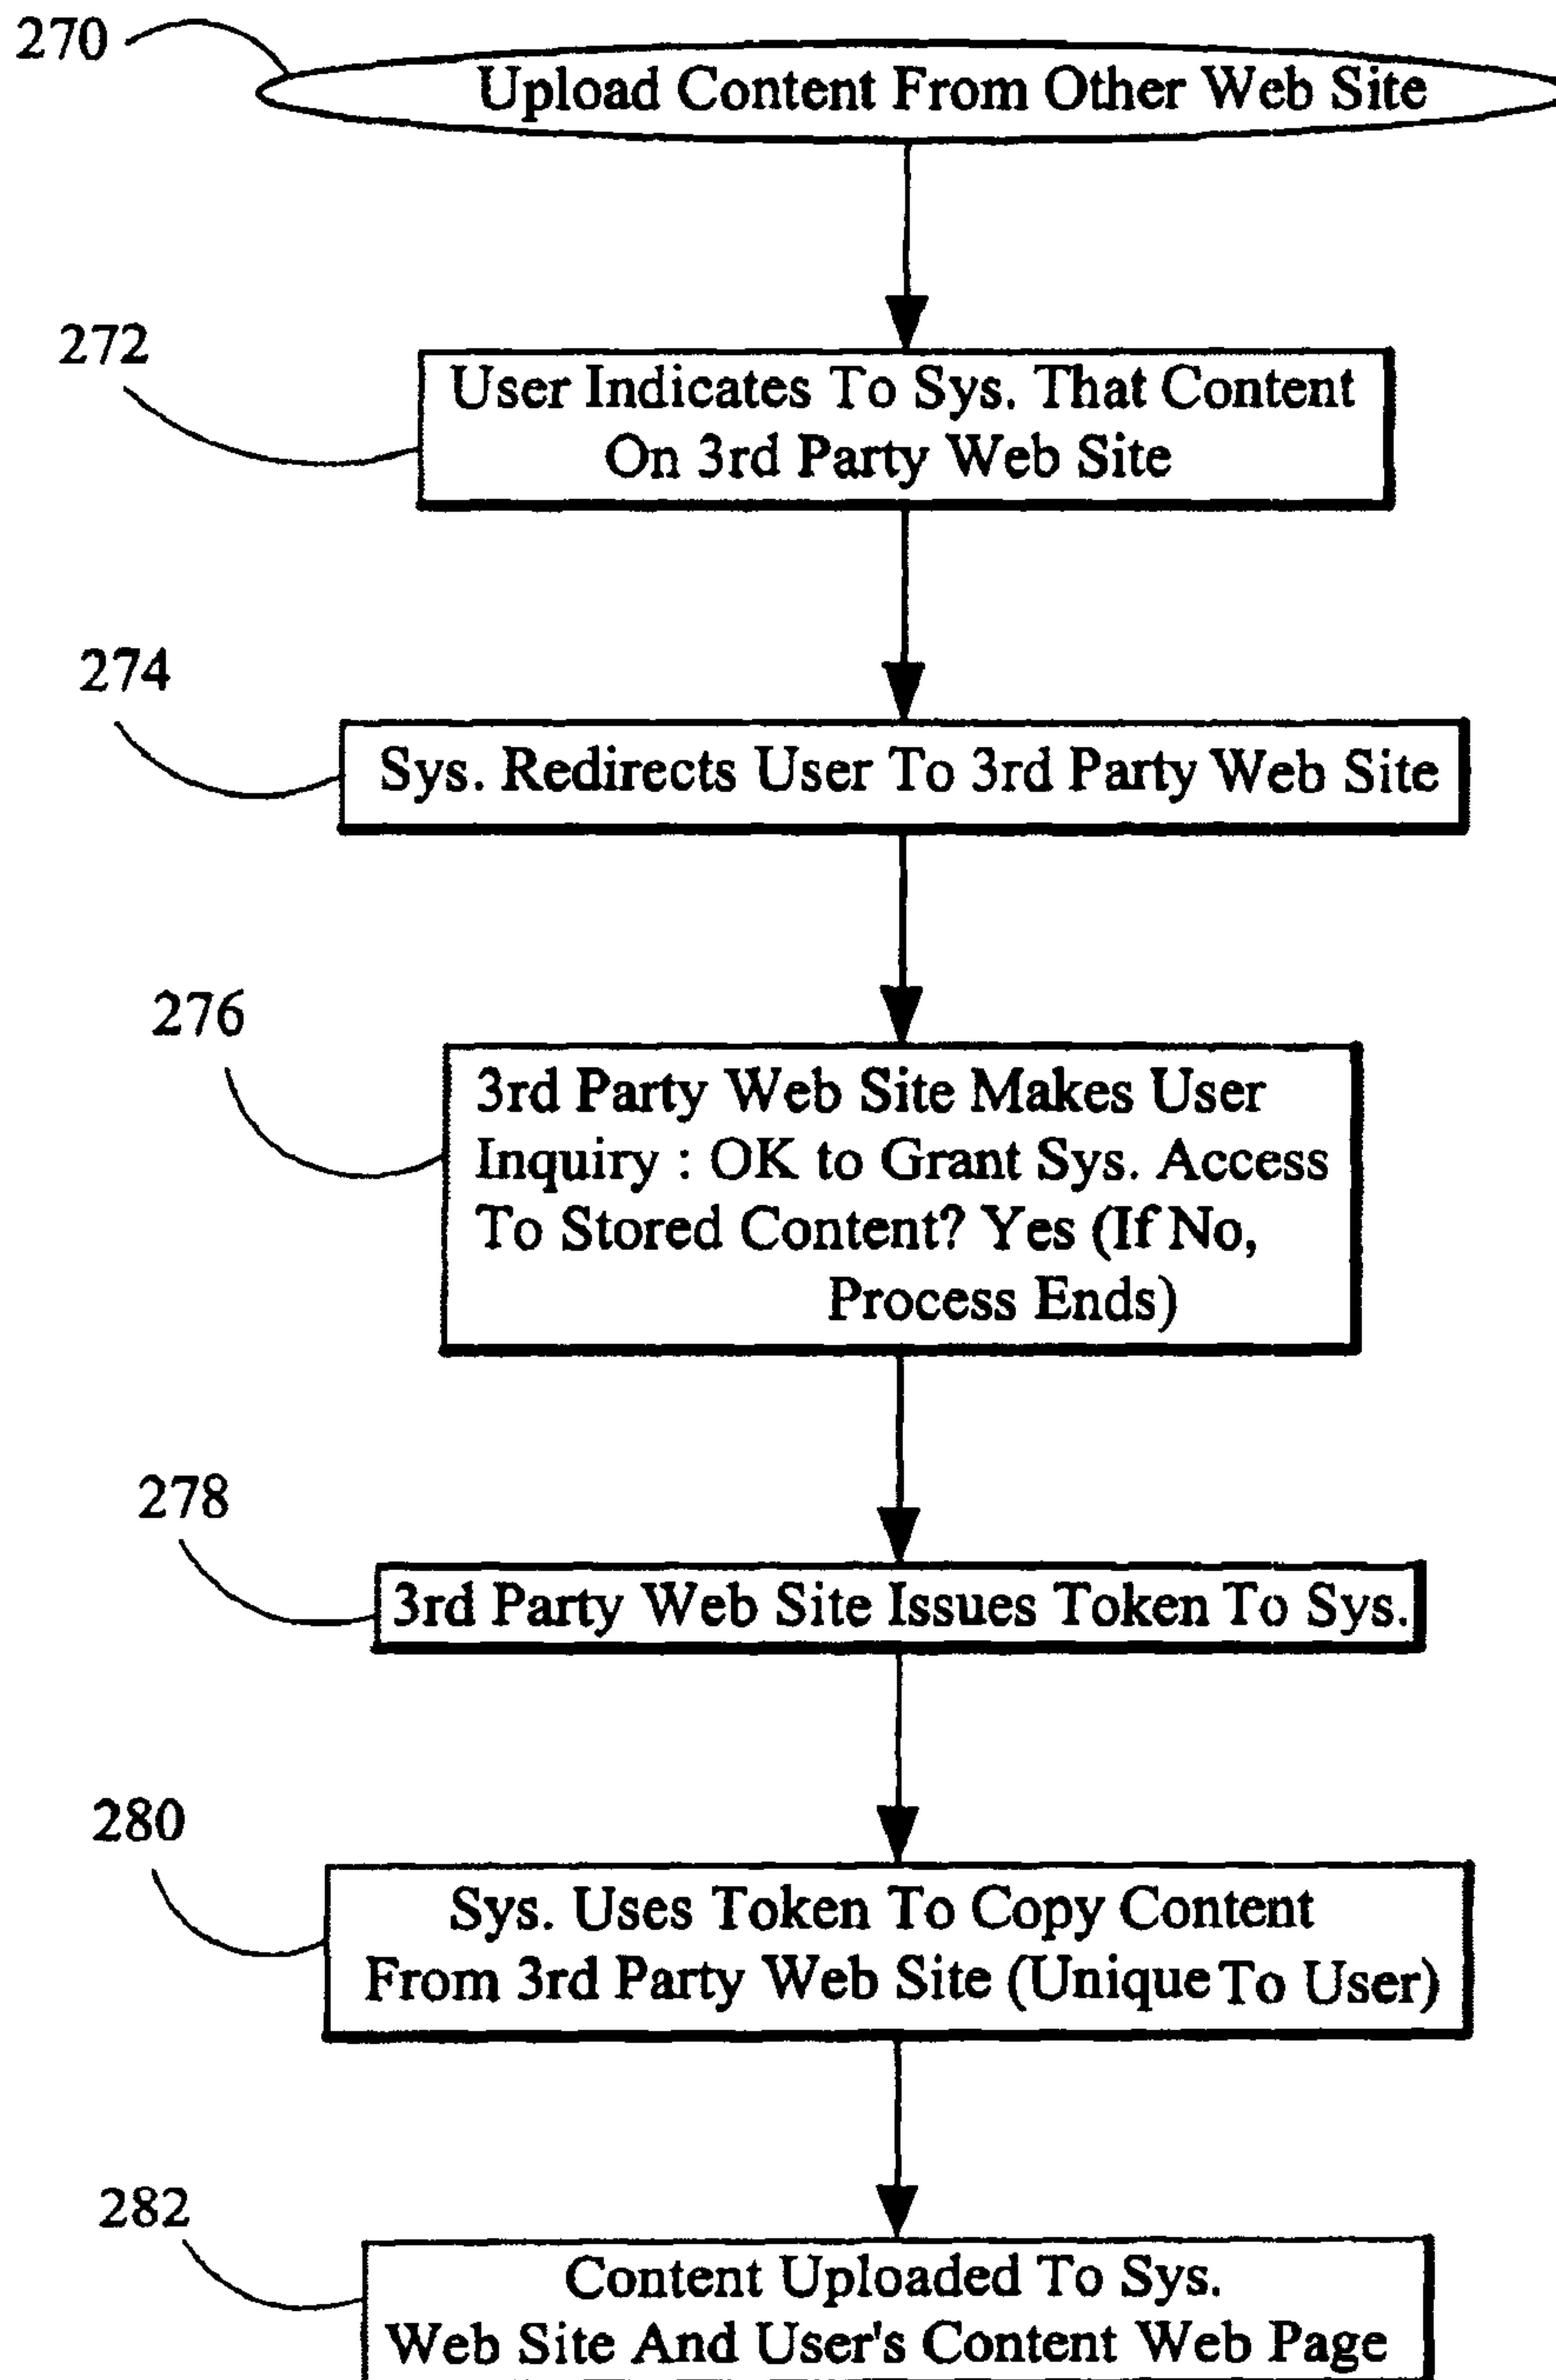 270
Upload Content From Other Web Site
272
User Indicates To Sys. That Content
On 3rd Party Web Site
274
Sys. Redirects User To 3rd Party Web Site
276
3rd Party Web Site Makes User
Inquiry : OK to Grant Sys. Access
To Stored Content? Yes (If No,
Process Ends)
278
3rd Party Web Site Issues Token To Sys.
280
Sys. Uses Token To Copy Content
From 3rd Party Web Site (Unique To User)
282
Content Uploaded To Sys.
Web Site And User's Content Web Page